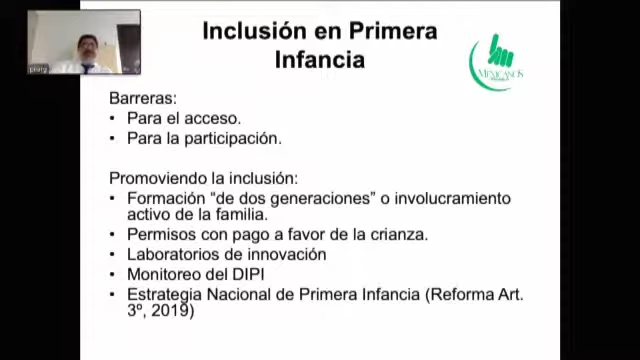 Inclusión en Primera
Infancia
MEXICANOS
Barreras:
• Para el acceso.
• Para la participación.
Promoviendo la inclusión:
• Formación “de dos generaciones” o involucramiento
activo de la familia.
• Permisos con pago a favor de la crianza.
• Laboratorios de innovación
• Monitoreo del DIPI
• Estrategia Nacional de Primera Infancia (Reforma Art.
3º, 2019)